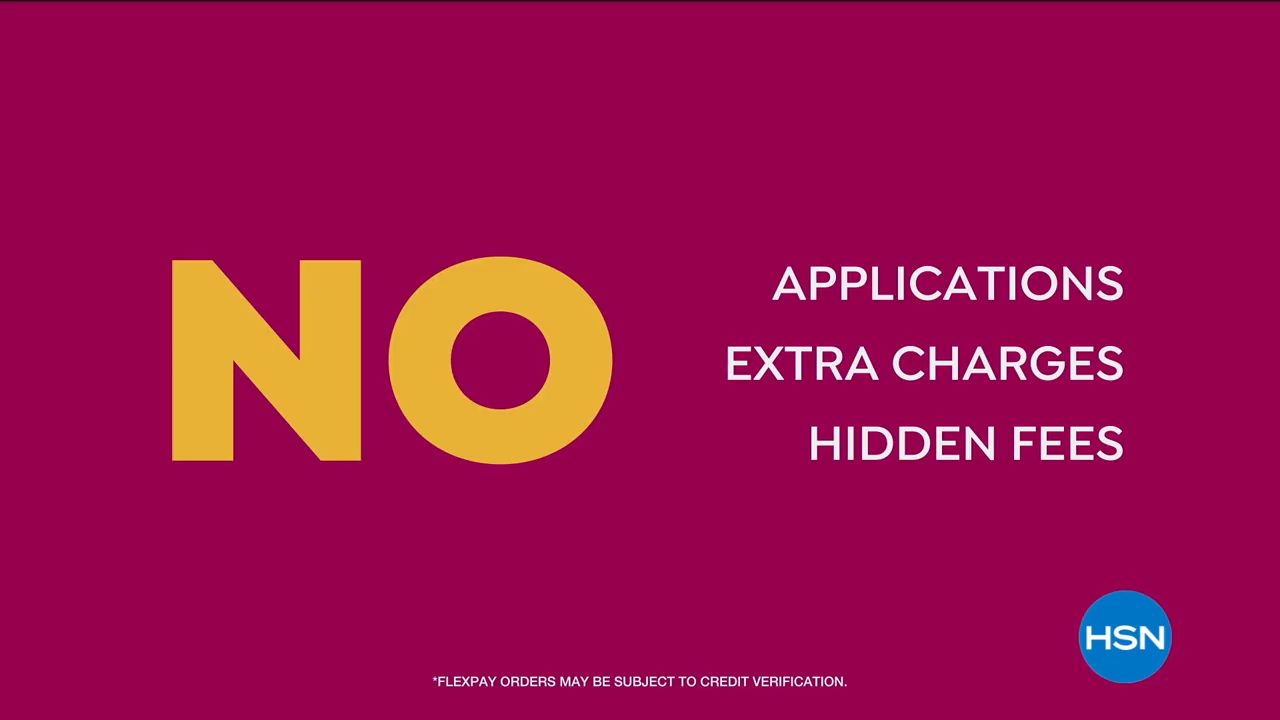 NO
APPLICATIONS
EXTRA CHARGES
HIDDEN FEES
HSN
*FLEXPAY ORDERS MAY BE SUBJECT TO CREDIT VERIFICATION.